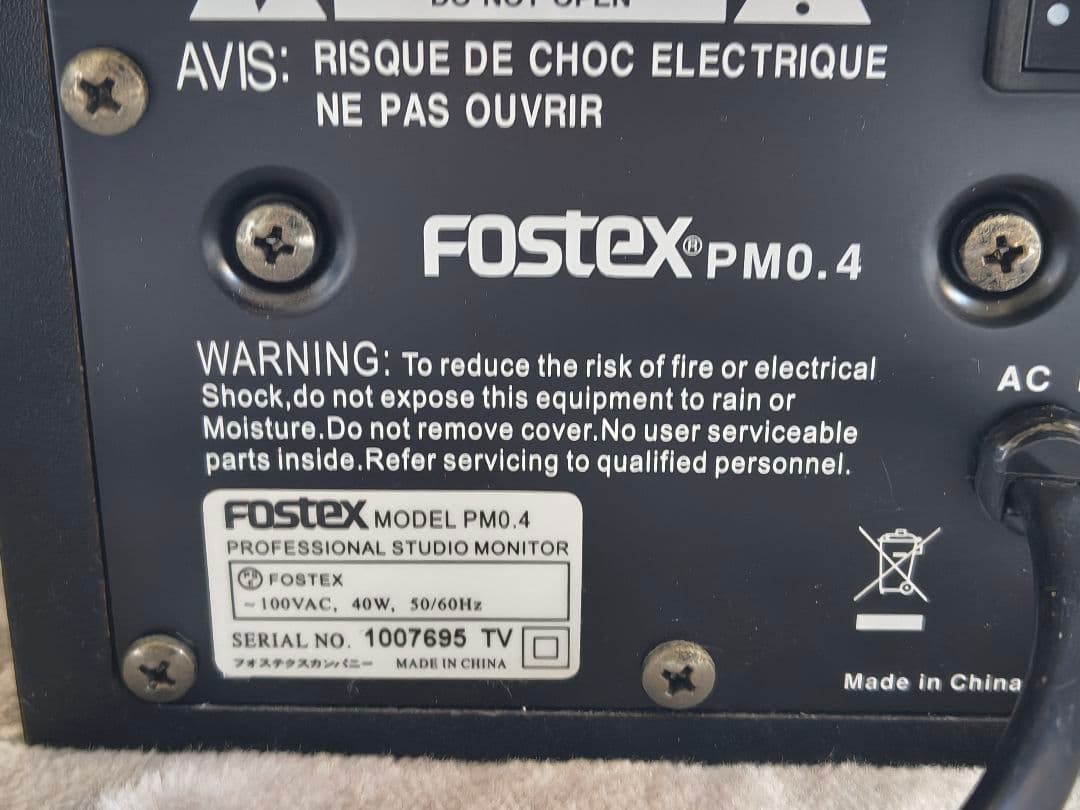 DO NOT OPEN
AVIS: RISQUE DE CHOC ELECTRIQUE
NE PAS OUVRIR
FOSTEX® PM0.4
WARNING: To reduce the risk of fire or electrical
Shock,do not expose this equipment to rain or
Moisture.Do not remove cover.No user serviceable
parts inside.Refer servicing to qualified personnel.
AC
FOSTEX MODEL PM0.4
PROFESSIONAL STUDIO MONITOR
FOSTEX
~100VAC, 40W, 50/60Hz
SERIAL NO. 1007695 TV
フォステクスカンパニー MADE IN CHINA
Made in China